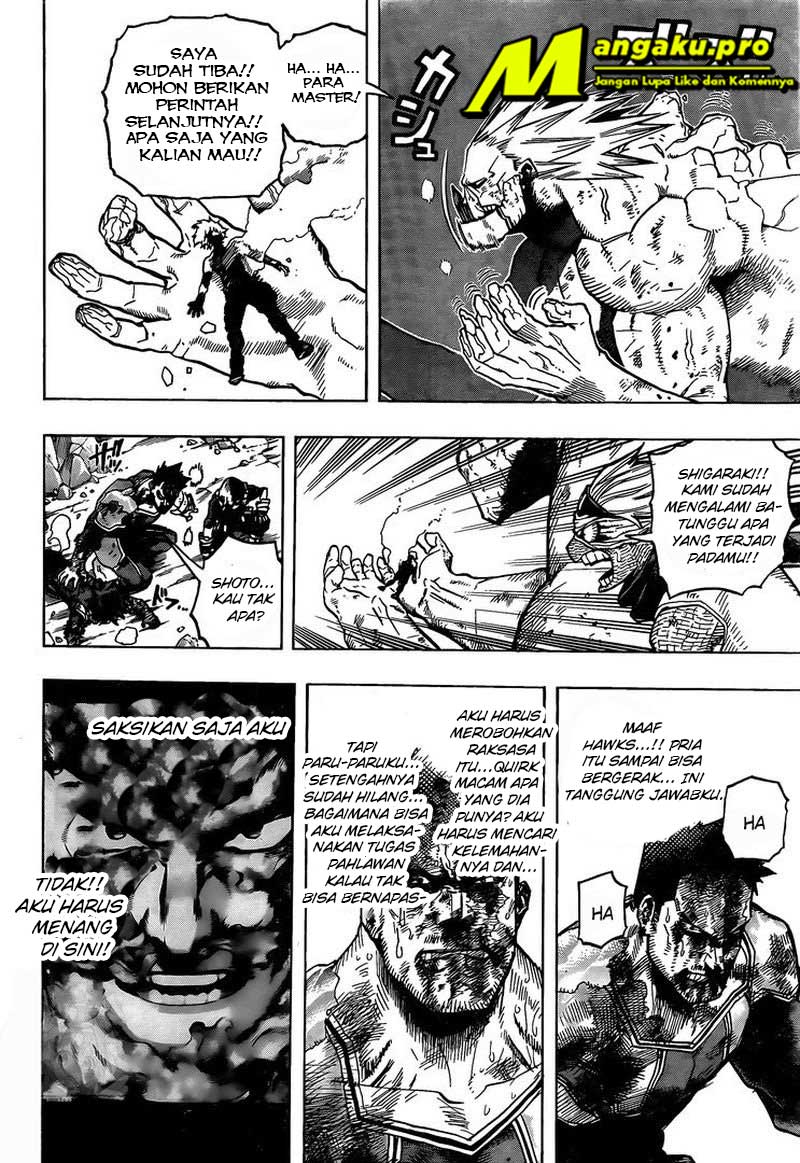 Mangaku.pro
Jangan Lupa Like dan Komennya
カシュ
HA... HA...
PARA
MASTER!
SAYA
SUDAH TIBA!!
MOHON BERIKAN
PERINTAH
SELANJUTNYA!!
APA SAJA YANG
KALIAN MAU!!
SHIGARAKI!!
KAMI SUDAH
MENGALAMI BA-
TUNGGU APA
YANG TERJADI
PADAMU!!
SHOTO...
KAU TAK
APA?
MAAF
HAWKS...!! PRIA
ITU SAMPAI BISA
BERGERAK... INI
TANGGUNG JAWABKU.
HA
HA
AKU HARUS
MEROBOHKAN
RAKSASA
ITU...QUIRK
MACAM APA
YANG DIA
PUNYA? AKU
HARUS MENCARI
KELEMAHAN-
NYA DAN...
TAPI
PARU-PARUKU...
SETENGAHNYA
SUDAH HILANG...
BAGAIMANA BISA
AKU MELAKSA-
NAKAN TUGAS
PAHLAWAN
KALAU TAK
BISA BERNAPAS-
SAKSIKAN SAJA AKU
TIDAK!!
AKU HARUS
MENANG
DI SINI!